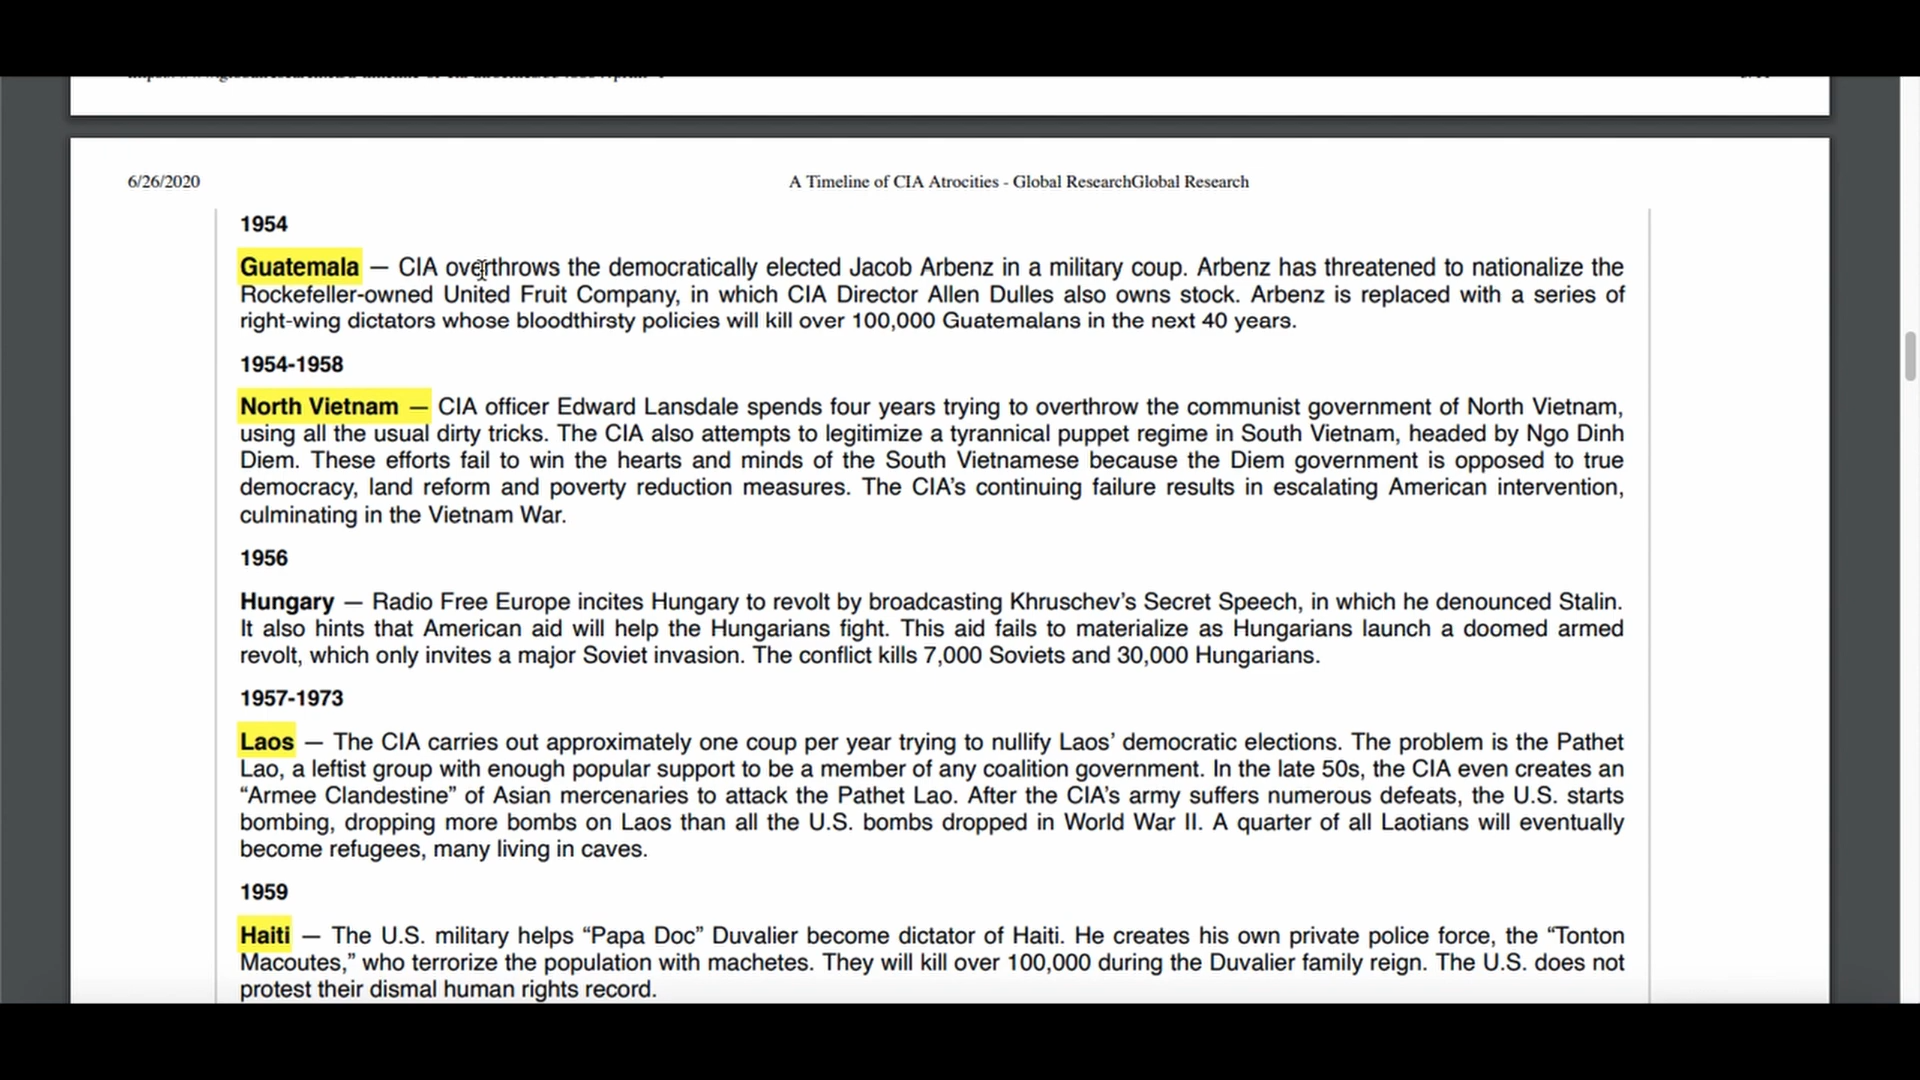 6/26/2020 A Timeline of CIA Atrocities - Global ResearchGlobal Research
1954
Guatemala — CIA overthrows the democratically elected Jacob Arbenz in a military coup. Arbenz has threatened to nationalize the
Rockefeller-owned United Fruit Company, in which CIA Director Allen Dulles also owns stock. Arbenz is replaced with a series of
right-wing dictators whose bloodthirsty policies will kill over 100,000 Guatemalans in the next 40 years.
1954-1958
North Vietnam — CIA officer Edward Lansdale spends four years trying to overthrow the communist government of North Vietnam,
using all the usual dirty tricks. The CIA also attempts to legitimize a tyrannical puppet regime in South Vietnam, headed by Ngo Dinh
Diem. These efforts fail to win the hearts and minds of the South Vietnamese because the Diem government is opposed to true
democracy, land reform and poverty reduction measures. The CIA’s continuing failure results in escalating American intervention,
culminating in the Vietnam War.
1956
Hungary — Radio Free Europe incites Hungary to revolt by broadcasting Khruschev’s Secret Speech, in which he denounced Stalin.
It also hints that American aid will help the Hungarians fight. This aid fails to materialize as Hungarians launch a doomed armed
revolt, which only invites a major Soviet invasion. The conflict kills 7,000 Soviets and 30,000 Hungarians.
1957-1973
Laos — The CIA carries out approximately one coup per year trying to nullify Laos’ democratic elections. The problem is the Pathet
Lao, a leftist group with enough popular support to be a member of any coalition government. In the late 50s, the CIA even creates an
“Armee Clandestine” of Asian mercenaries to attack the Pathet Lao. After the CIA’s army suffers numerous defeats, the U.S. starts
bombing, dropping more bombs on Laos than all the U.S. bombs dropped in World War II. A quarter of all Laotians will eventually
become refugees, many living in caves.
1959
Haiti — The U.S. military helps “Papa Doc” Duvalier become dictator of Haiti. He creates his own private police force, the “Tonton
Macoutes,” who terrorize the population with machetes. They will kill over 100,000 during the Duvalier family reign. The U.S. does not
protest their dismal human rights record.